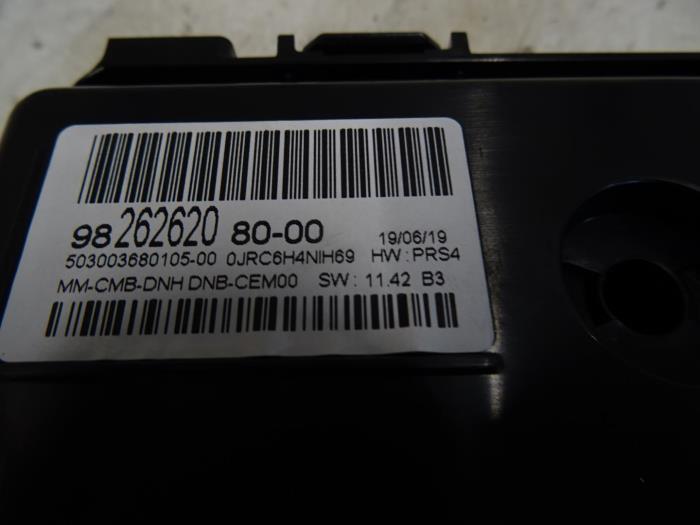 98 262620 80-00 19/06/19
503003680105-00 0JRC6H4NIH69 HW: PRS4
MM-CMB-DNH DNB-CEM00 SW: 11.42 B3